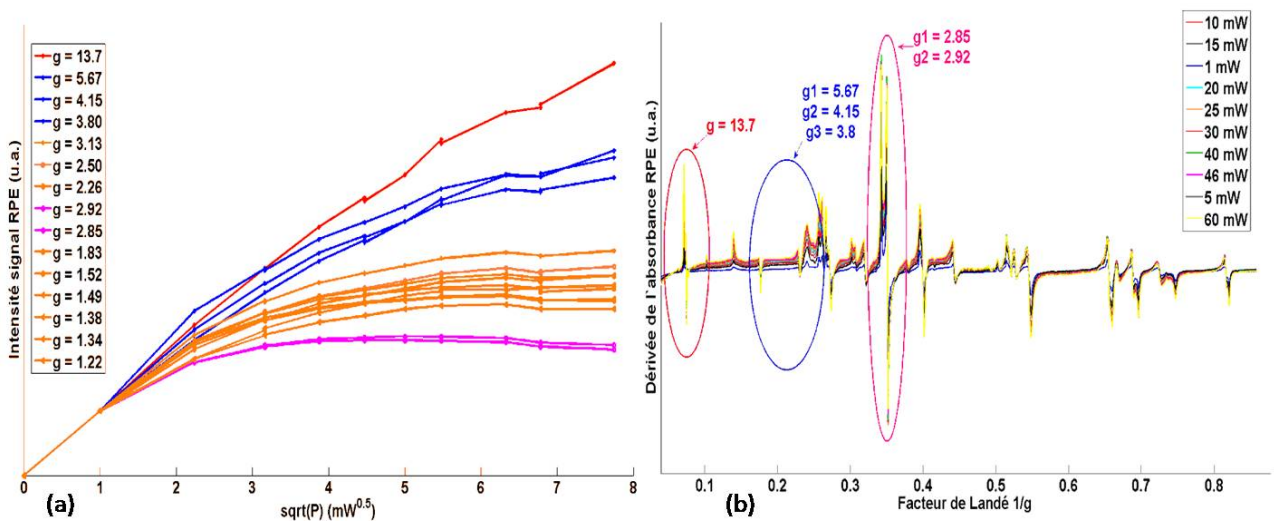 Intensité signal RPE (u.a.)
g = 13.7
g = 5.67
g = 4.15
g = 3.80
g = 3.13
g = 2.50
g = 2.26
g = 2.92
g = 2.85
g = 1.83
g = 1.52
g = 1.49
g = 1.38
g = 1.34
g = 1.22
0 1 2 3 4 5 6 7 8
(a)
sqrt(P) (mW^0.5)
Dérivée de l`absorbance RPE (u.a.)
g = 13.7
g1 = 5.67
g2 = 4.15
g3 = 3.8
g1 = 2.85
g2 = 2.92
10 mW
15 mW
1 mW
20 mW
25 mW
30 mW
40 mW
46 mW
5 mW
60 mW
0.1 0.2 0.3 0.4 0.5 0.6 0.7 0.8
(b)
Facteur de Landé 1/g